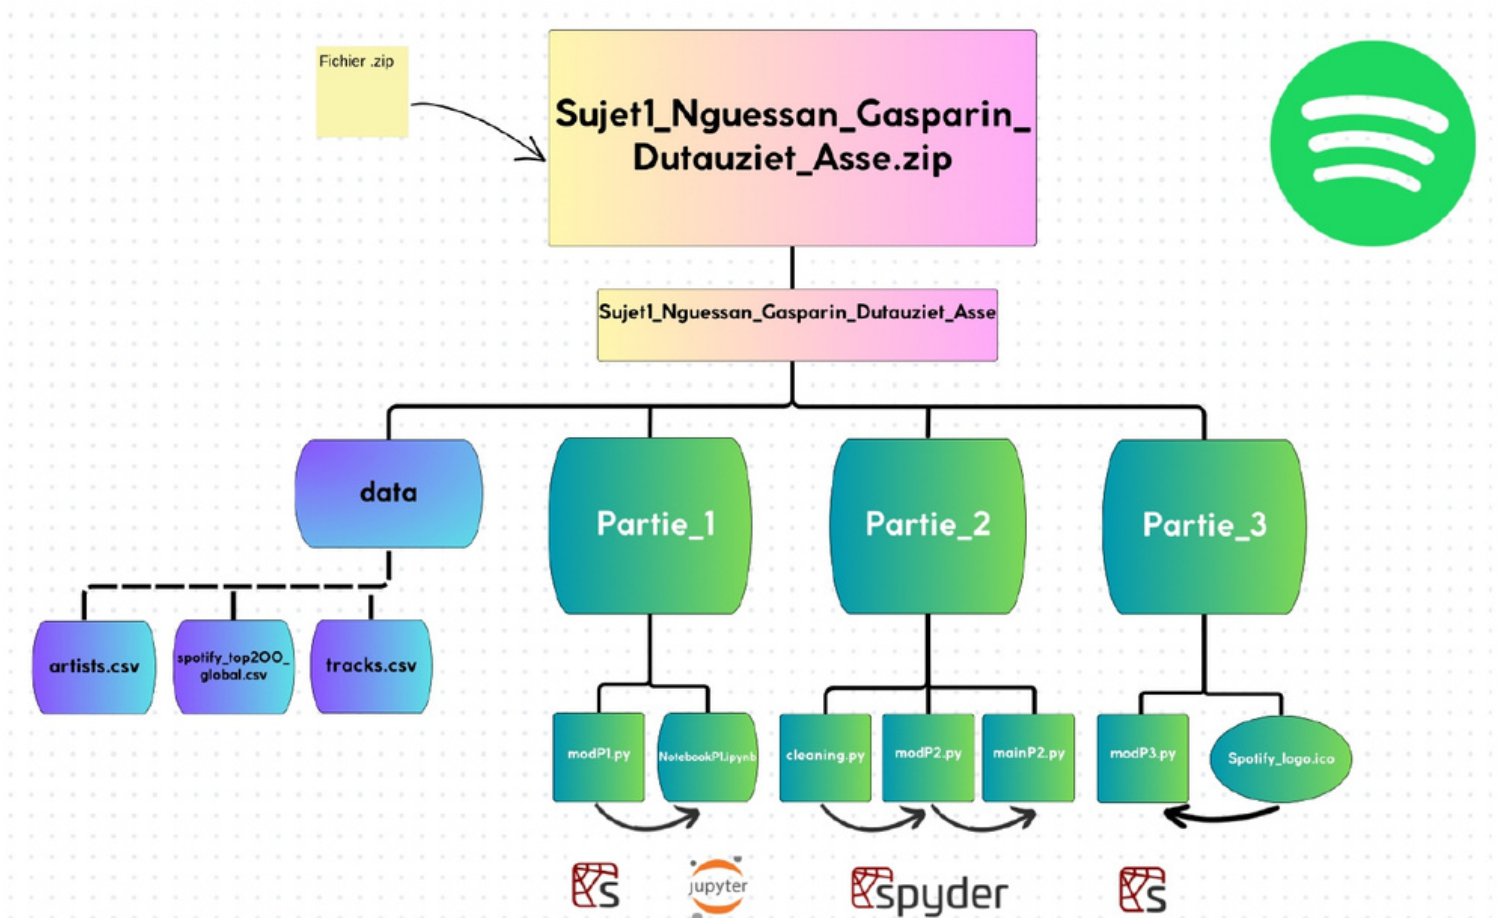 Fichier .zip
Sujet1_Nguessan_Gasparin_
Dutauziet_Asse.zip
Sujet1_Nguessan_Gasparin_Dutauziet_Asse
data
Partie_1
Partie_2
Partie_3
artists.csv
spotify_top200_
global.csv
tracks.csv
modP1.py
NotebookP1.ipynb
cleaning.py
modP2.py
mainP2.py
modP3.py
Spotify_logo.ico
S
jupyter
spyder
S